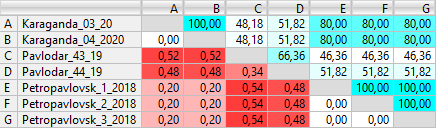 A B C D E F G
A Karaganda_03_20 100,00 48,18 51,82 80,00 80,00 80,00
B Karaganda_04_2020 0,00 48,18 51,82 80,00 80,00 80,00
C Pavlodar_43_19 0,52 0,52 66,36 46,36 46,36 46,36
D Pavlodar_44_19 0,48 0,48 0,34 51,82 51,82 51,82
E Petropavlovsk_1_2018 0,20 0,20 0,54 0,48 100,00 100,00
F Petropavlovsk_2_2018 0,20 0,20 0,54 0,48 0,00 100,00
G Petropavlovsk_3_2018 0,20 0,20 0,54 0,48 0,00 0,00